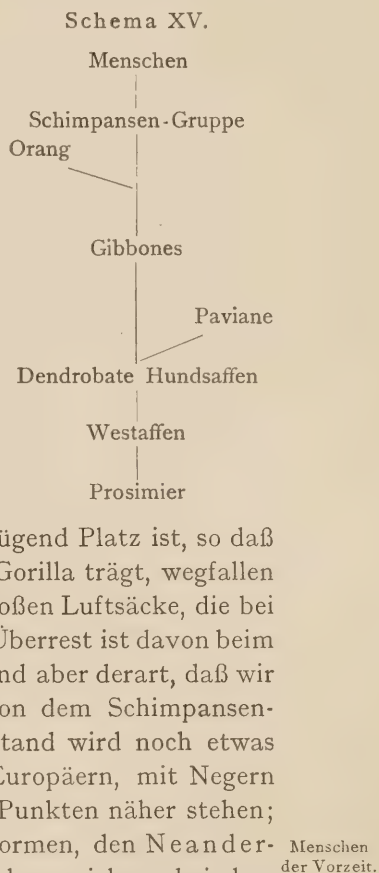 Schema XV.
Menschen
Schimpansen-Gruppe
Orang
Gibbones
Paviane
Dendrobate Hundsaffen
Westaffen
Prosimier
ügend Platz ist, so daß
Gorilla trägt, wegfallen
oßen Luftsäcke, die bei
Überrest ist davon beim
nd aber derart, daß wir
on dem Schimpansen-
tand wird noch etwas
Europäern, mit Negern
Punkten näher stehen;
ormen, den Neander-
Menschen
der Vorzeit.